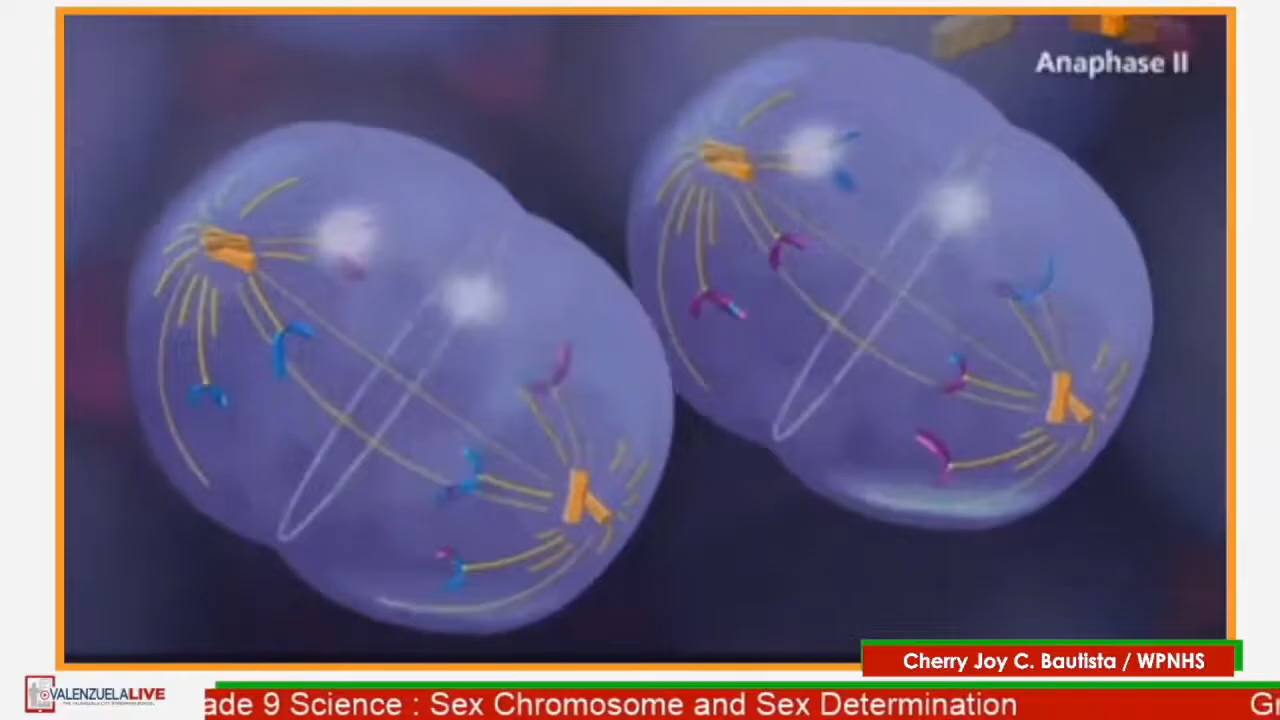 Anaphase II
Cherry Joy C. Bautista / WPNHS
VALENZUELALIVE
ade 9 Science : Sex Chromosome and Sex Determination
G